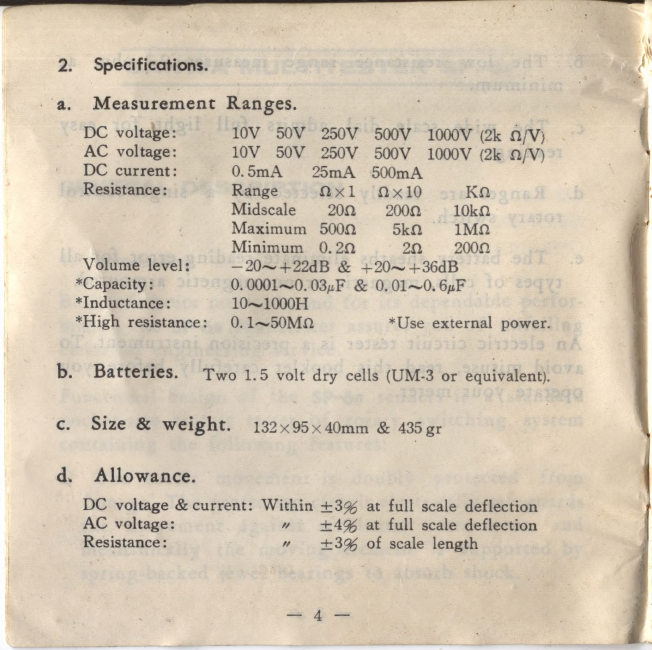 2. Specifications.
a. Measurement Ranges.
DC voltage: 10V 50V 250V 500V 1000V (2k Ω/V)
AC voltage: 10V 50V 250V 500V 1000V (2k Ω/V)
DC current: 0.5mA 25mA 500mA
Resistance: Range Ω×1 Ω×10 KΩ
Midscale 20Ω 200Ω 10kΩ
Maximum 500Ω 5kΩ 1MΩ
Minimum 0.2Ω 2Ω 200Ω
Volume level: −20~+22dB & +20~+36dB
*Capacity: 0.0001~0.03μF & 0.01~0.6μF
*Inductance: 10~1000H
*High resistance: 0.1~50MΩ *Use external power.
b. Batteries. Two 1.5 volt dry cells (UM-3 or equivalent).
c. Size & weight. 132×95×40mm & 435gr
d. Allowance.
DC voltage & current: Within ±3% at full scale deflection
AC voltage: 〃 ±4% at full scale deflection
Resistance: 〃 ±3% of scale length
— 4 —